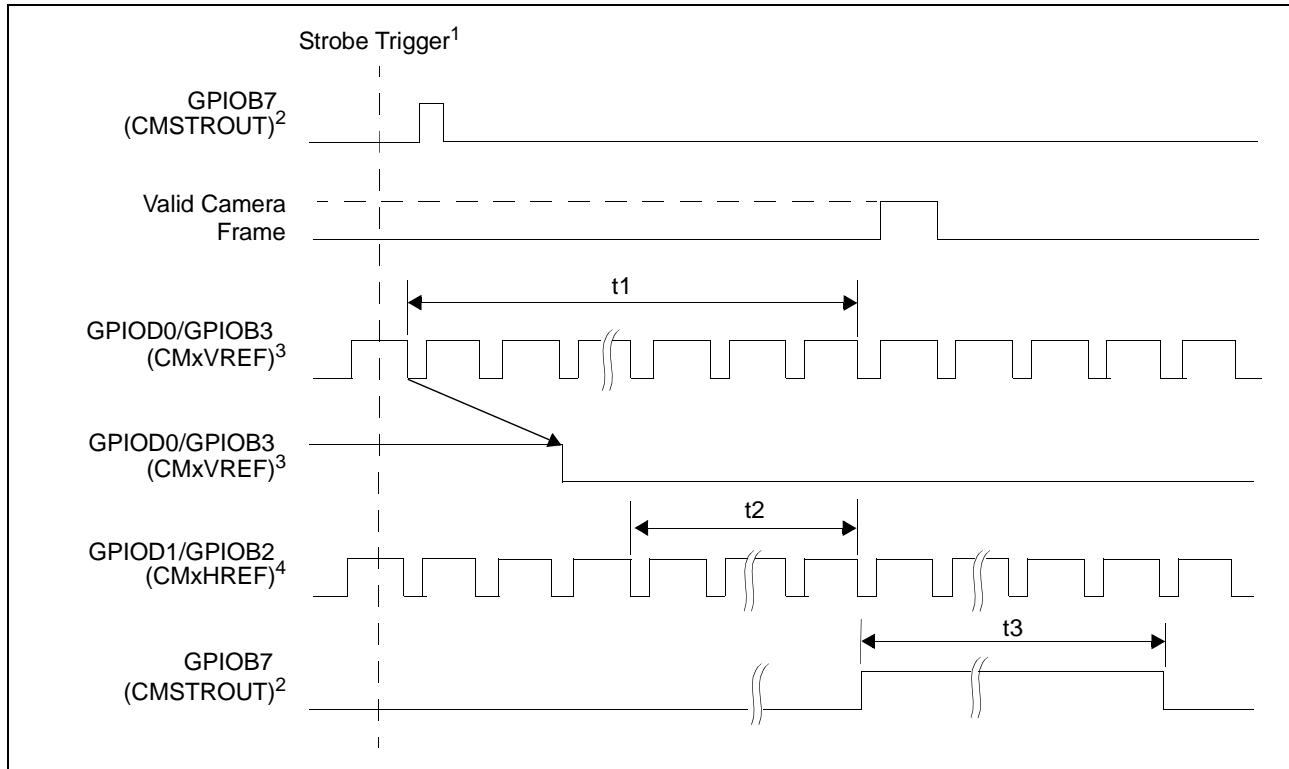 Strobe Trigger1
GPIOB7
(CMSTROUT)2
Valid Camera
Frame
t1
GPIOD0/GPIOB3
(CMxVREF)3
GPIOD0/GPIOB3
(CMxVREF)3
t2
GPIOD1/GPIOB2
(CMxHREF)4
t3
GPIOB7
(CMSTROUT)2